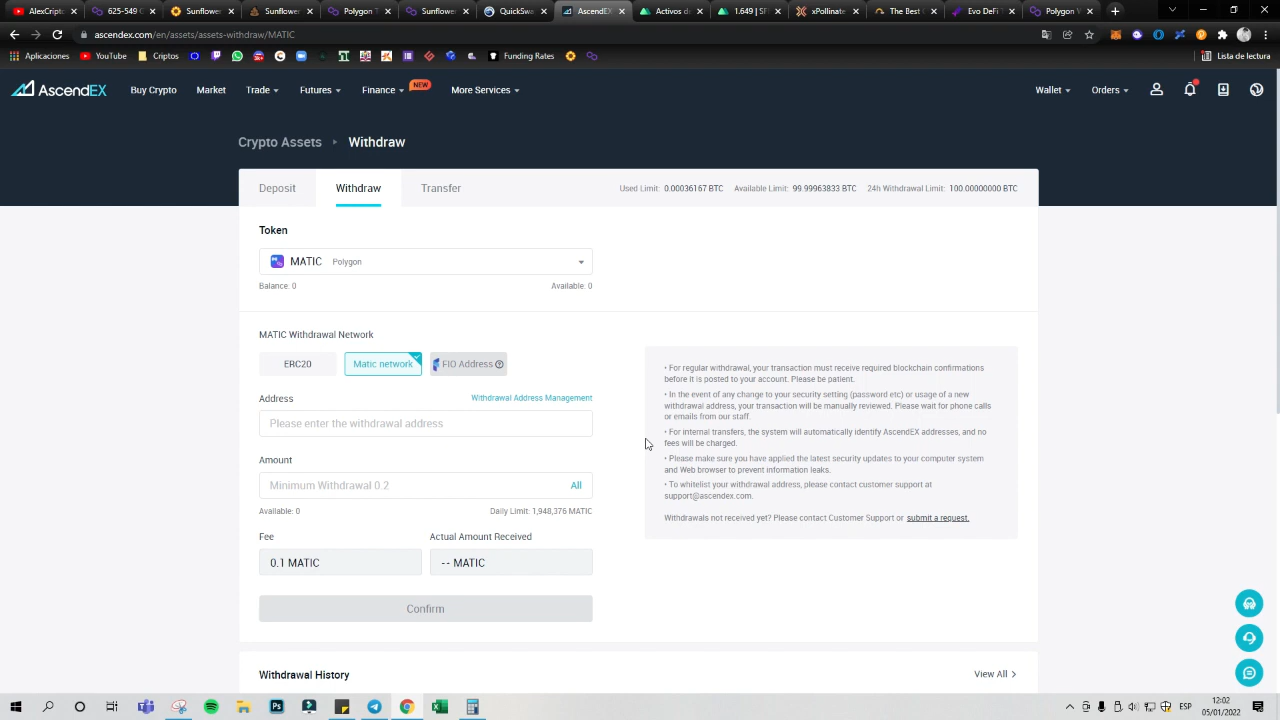 ClexAirdro
625-549
Sunflower
Polygon
Sunflower
Quickswa
AscendEX
Activos d
1.649 | SF
xPollinate
The Best
Evo DeFi
Polygon N
ascendex.com/en/assets/assets-withdraw/MATIC
Aplicaciones YouTube Criptos Funding Rates Lista de lectura
AscendEX Buy Crypto Market Trade Futures Finance NEW More Services Wallet Orders
Crypto Assets Withdraw
Deposit Withdraw Transfer Used Limit: 0.00036167 BTC Available Limit: 99.99963833 BTC 24h Withdrawal Limit: 100.00000000 BTC
Token
MATIC Polygon
Balance: 0 Available: 0
MATIC Withdrawal Network
ERC20 Matic network FIO Address
Address Withdrawal Address Management
Please enter the withdrawal address
Amount
Minimum Withdrawal 0.2 All
Available: 0 Daily Limit: 1,948,376 MATIC
Fee Actual Amount Received
0.1 MATIC -- MATIC
Confirm
• For regular withdrawal, your transaction must receive required blockchain confirmations
before it is posted to your account. Please be patient.
• In the event of any change to your security setting (password etc) or usage of a new
withdrawal address, your transaction will be manually reviewed. Please wait for phone calls
or emails from our staff.
• For internal transfers, the system will automatically identify AscendEX addresses, and no
fees will be charged.
• Please make sure you have applied the latest security updates to your computer system
and Web browser to prevent information leaks.
• To whitelist your withdrawal address, please contact customer support at
support@ascendex.com.
Withdrawals not received yet? Please contact Customer Support or submit a request.
Withdrawal History View All
ESP
12:02
05/01/2022